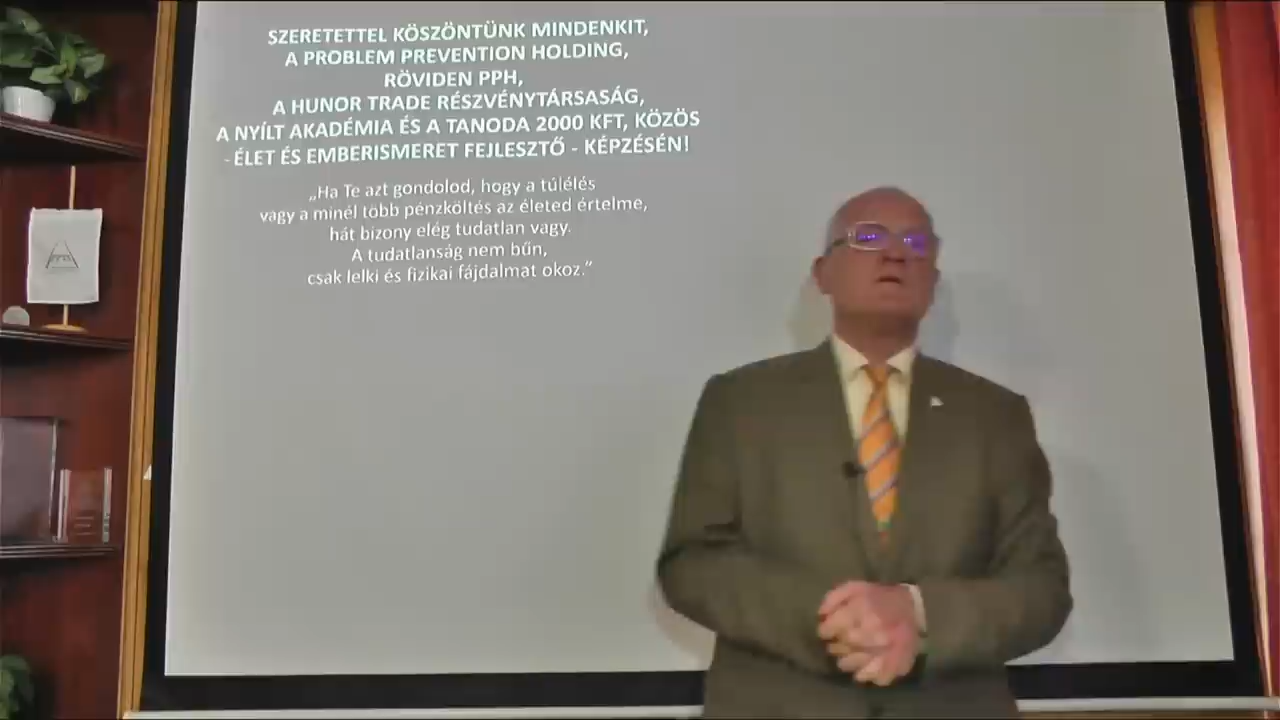 SZERETETTEL KÖSZÖNTÜNK MINDENKIT,
A PROBLEM PREVENTION HOLDING,
RÖVIDEN PPH,
A HUNOR TRADE RÉSZVÉNYTÁRSASÁG,
A NYÍLT AKADÉMIA ÉS A TANODA 2000 KFT, KÖZÖS
- ÉLET ÉS EMBERISMERET FEJLESZTŐ - KÉPZÉSÉN!
„Ha Te azt gondolod, hogy a túlélés
vagy a minél több pénzköltés az életed értelme,
hát bizony elég tudatlan vagy.
A tudatlanság nem bűn,
csak lelki és fizikai fájdalmat okoz.”